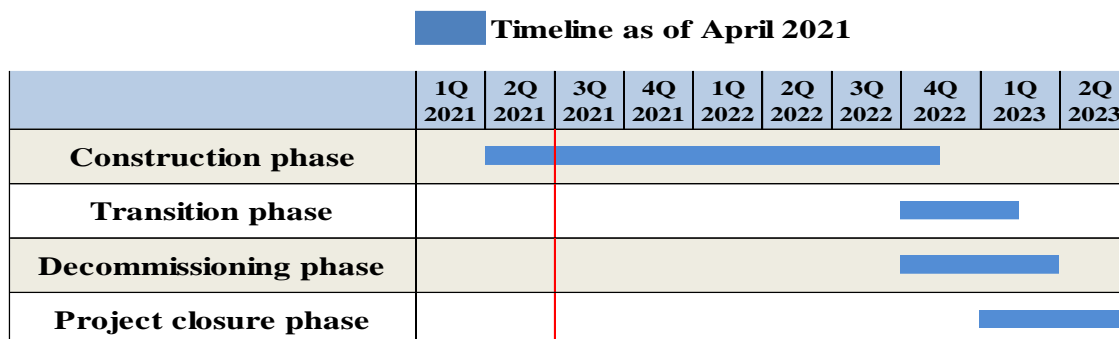 Timeline as of April 2021
1Q 2Q 3Q 4Q 1Q 2Q 3Q 4Q 1Q 2Q
2021 2021 2021 2021 2022 2022 2022 2022 2023 2023
Construction phase
Transition phase
Decommissioning phase
Project closure phase